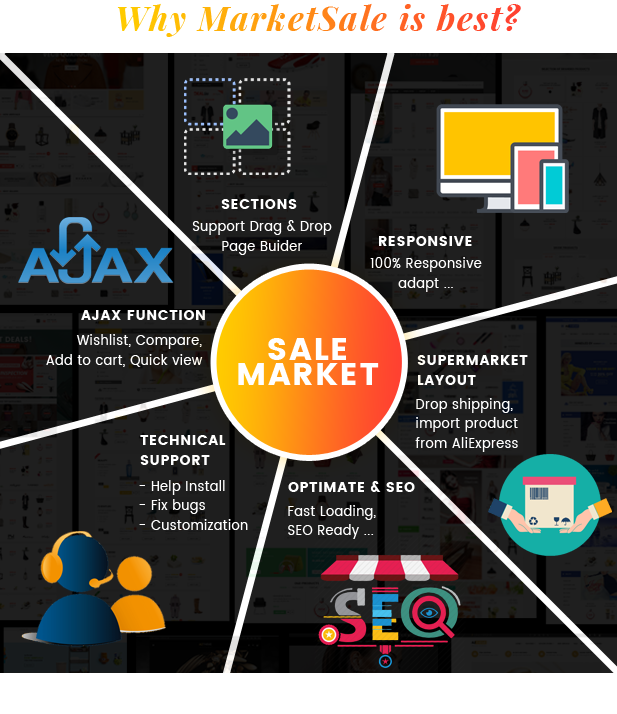 Why MarketSale is best?
SECTIONS
Support Drag & Drop
Page Buider
RESPONSIVE
100% Responsive
adapt ...
AJAX
AJAX FUNCTION
Wishlist, Compare,
Add to cart, Quick view
SALE
MARKET
SUPERMARKET
LAYOUT
Drop shipping,
import product
from AliExpress
TECHNICAL
SUPPORT
- Help Install
- Fix bugs
- Customization
OPTIMATE & SEO
Fast Loading,
SEO Ready ...
SEO